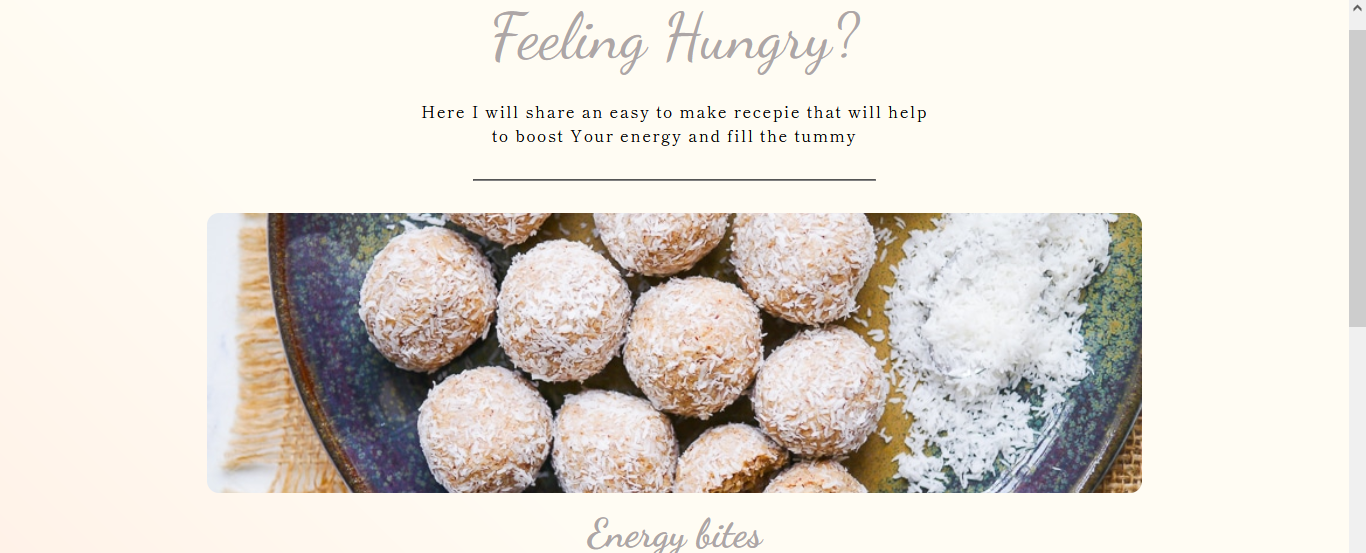 Feeling Hungry?
Here I will share an easy to make recepie that will help
to boost Your energy and fill the tummy
Energy bites